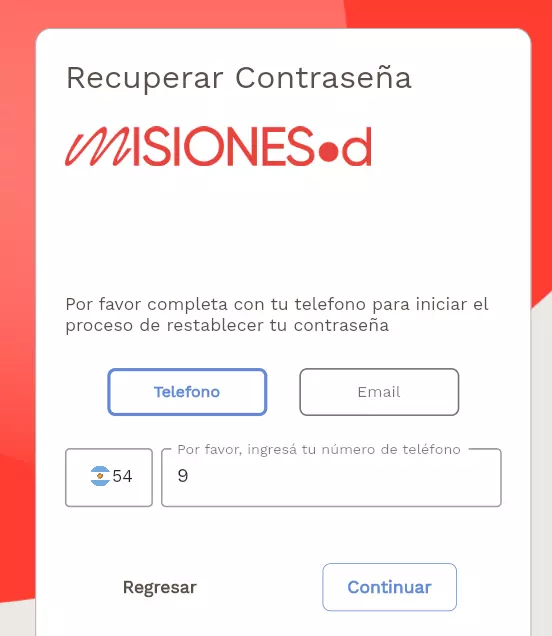 Recuperar Contraseña
MISIONES.d
Por favor completa con tu telefono para iniciar el
proceso de restablecer tu contraseña
Telefono Email
Por favor, ingresá tu número de teléfono
54 9
Regresar Continuar